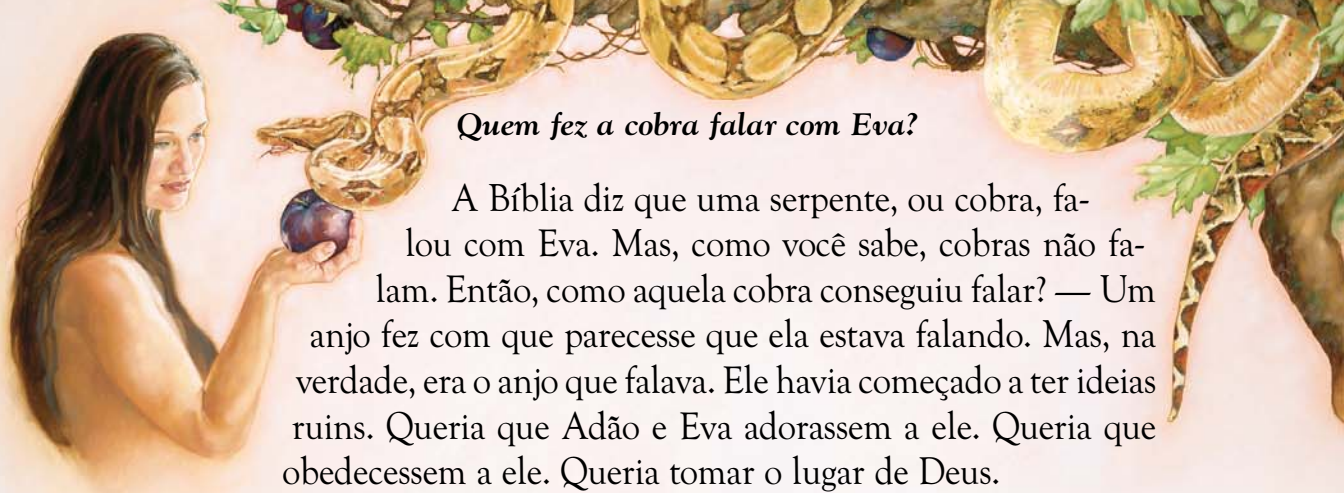 Quem fez a cobra falar com Eva?
A Bíblia diz que uma serpente, ou cobra, fa-
lou com Eva. Mas, como você sabe, cobras não fa-
lam. Então, como aquela cobra conseguiu falar? — Um
anjo fez com que parecesse que ela estava falando. Mas, na
verdade, era o anjo que falava. Ele havia começado a ter ideias
ruins. Queria que Adão e Eva adorassem a ele. Queria que
obedecessem a ele. Queria tomar o lugar de Deus.